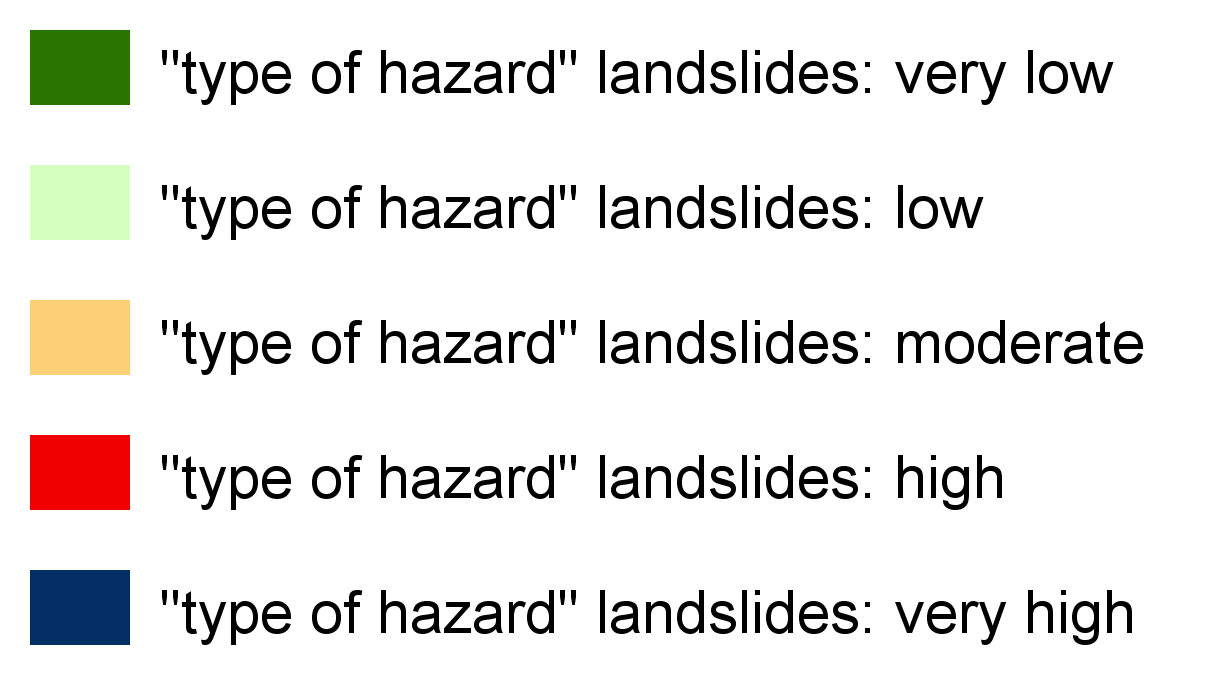 "type of hazard" landslides: very low
"type of hazard" landslides: low
"type of hazard" landslides: moderate
"type of hazard" landslides: high
"type of hazard" landslides: very high